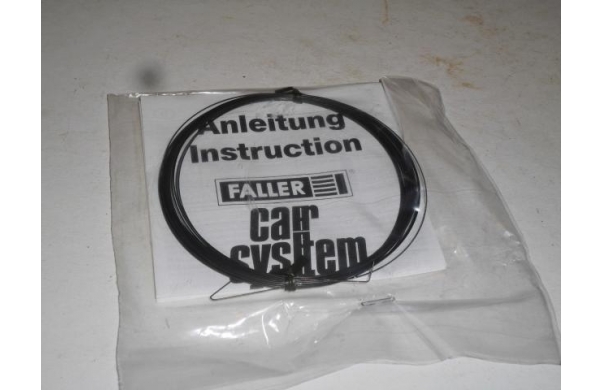 Anleitung
Instruction
FALLER
car
system